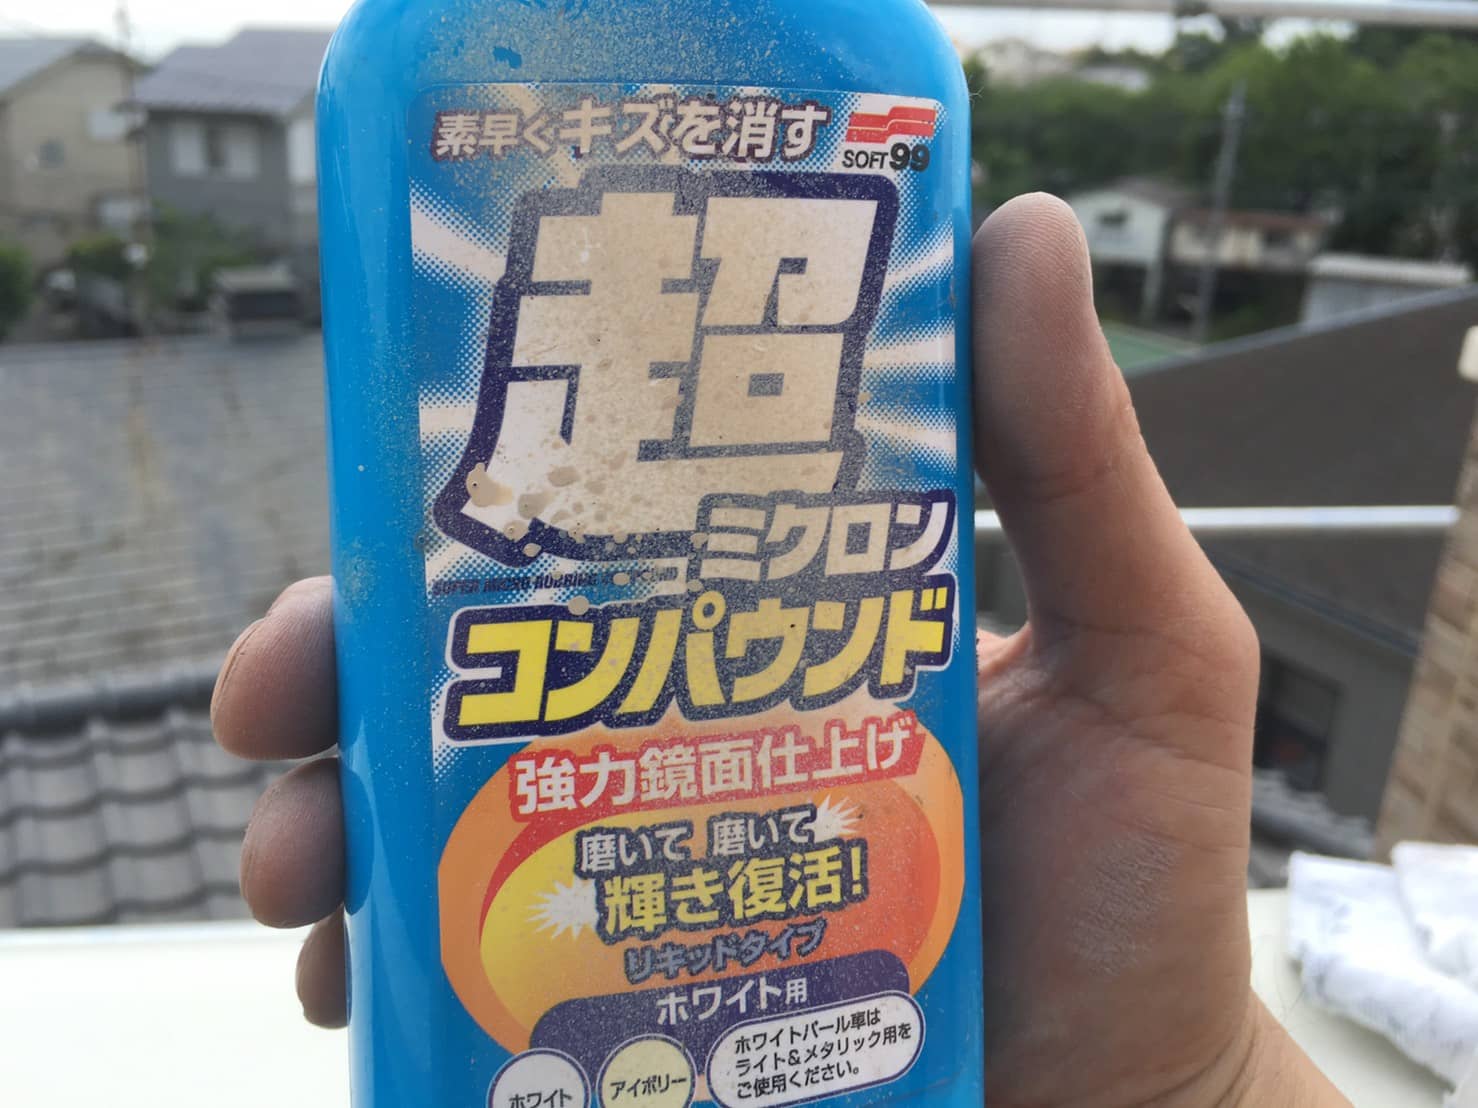 素早くキズを消す
SOFT99
超
ミクロン
SUPER MICRO RUBBING
コンパウンド
強力鏡面仕上げ
磨いて 磨いて
輝き復活!
リキッドタイプ
ホワイト用
ホワイトパール車は
ライト&メタリック用を
ご使用ください。
ホワイト
アイボリー